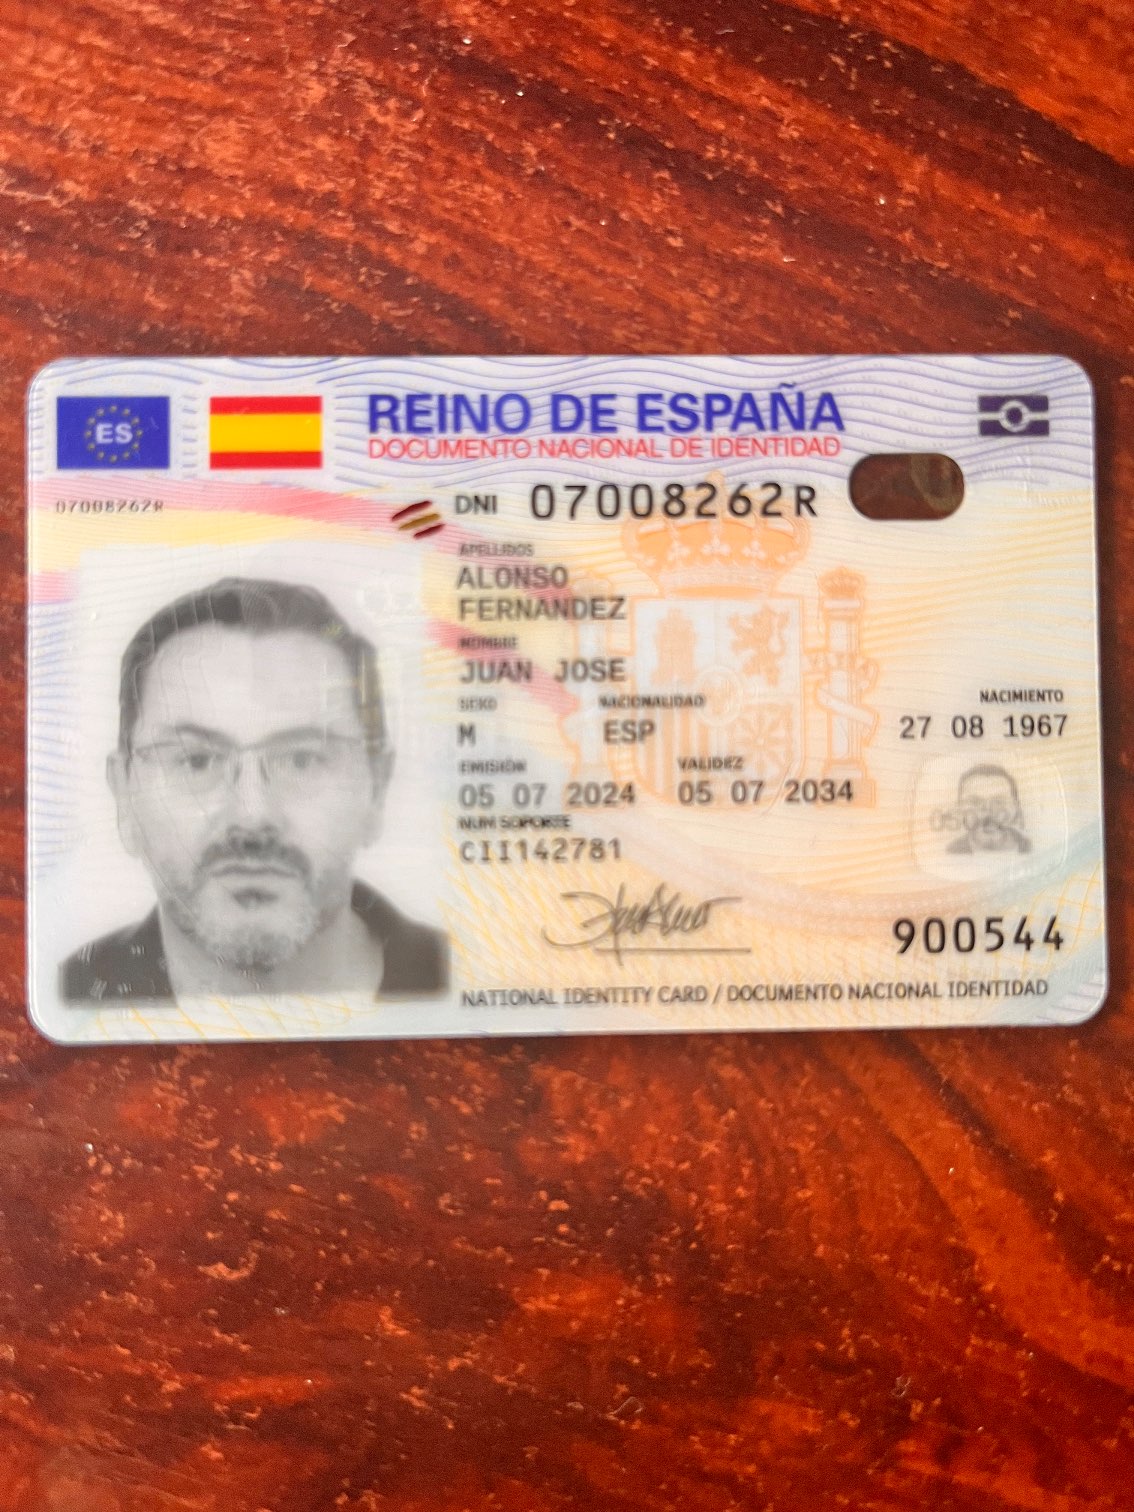 ES
REINO DE ESPAÑA
DOCUMENTO NACIONAL DE IDENTIDAD
07008262R
DNI 07008262R
APELLIDOS
ALONSO
FERNANDEZ
NOMBRE
JUAN JOSE
SEXO NACIONALIDAD NACIMIENTO
M ESP 27 08 1967
EMISIÓN VALIDEZ
05 07 2024 05 07 2034
NUM SOPORTE
CII142781
900544
NATIONAL IDENTITY CARD / DOCUMENTO NACIONAL IDENTIDAD